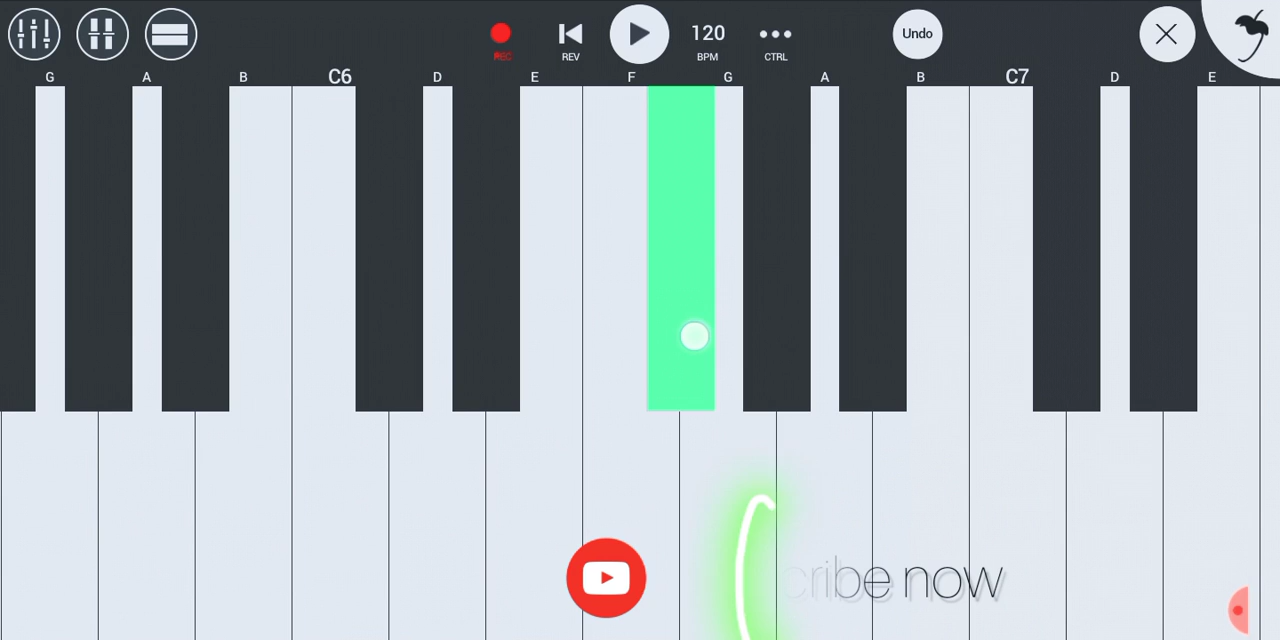 REC
REV
120
BPM
CTRL
Undo
G A B C6 D E F G A B C7 D E
cribe now